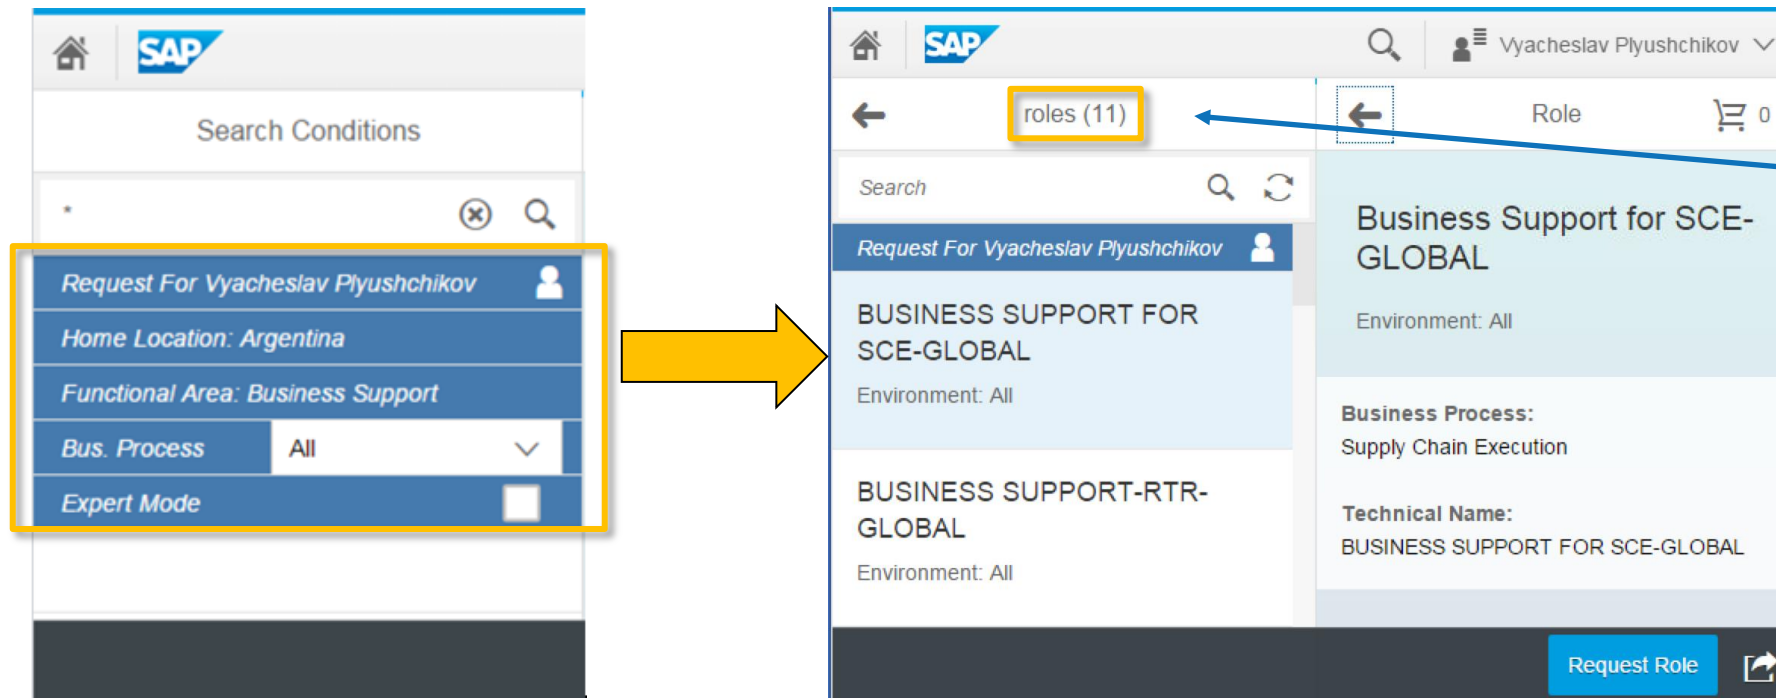 SAP
Search Conditions
*
Request For Vyacheslav Plyushchikov
Home Location: Argentina
Functional Area: Business Support
Bus. Process All
Expert Mode
SAP
Vyacheslav Plyushchikov
roles (11)
Search
Request For Vyacheslav Plyushchikov
BUSINESS SUPPORT FOR
SCE-GLOBAL
Environment: All
BUSINESS SUPPORT-RTR-
GLOBAL
Environment: All
Role
0
Business Support for SCE-
GLOBAL
Environment: All
Business Process:
Supply Chain Execution
Technical Name:
BUSINESS SUPPORT FOR SCE-GLOBAL
Request Role